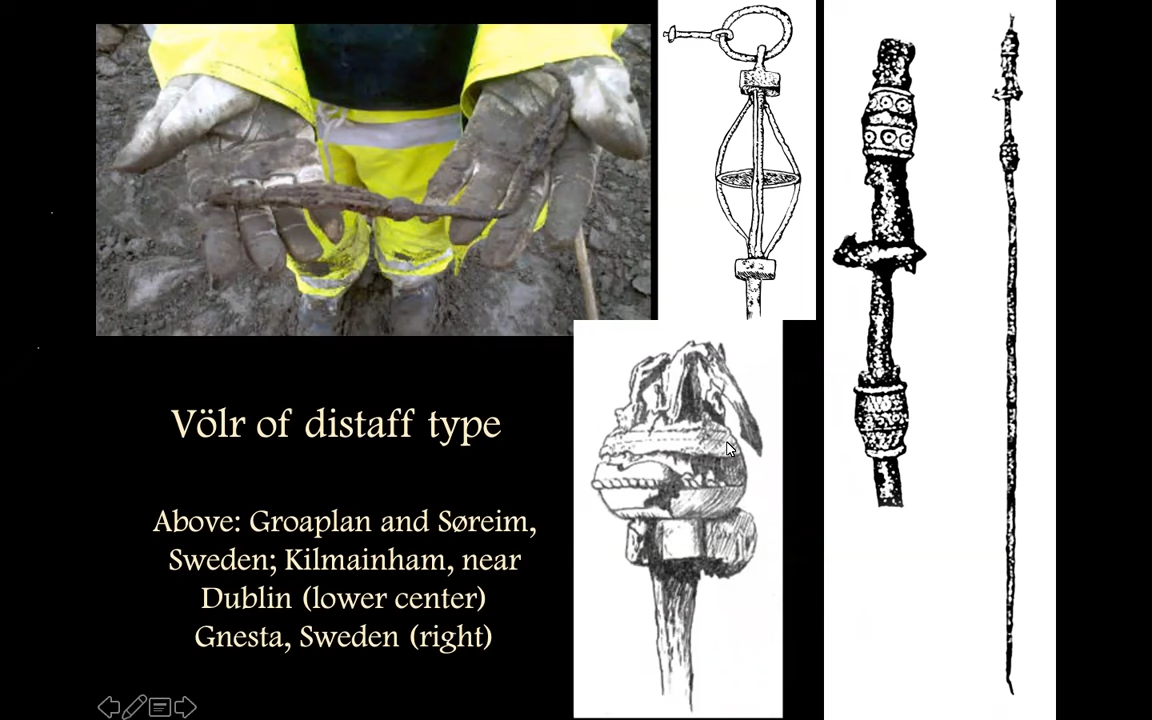 Völr of distaff type
Above: Groaplan and Søreim,
Sweden; Kilmainham, near
Dublin (lower center)
Gnesta, Sweden (right)